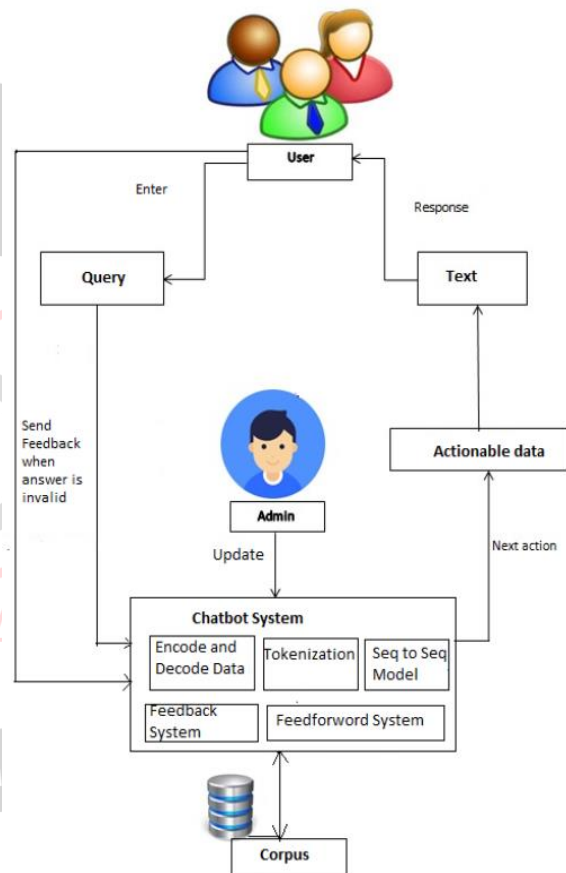 User
Enter
Response
Query
Text
Send
Feedback
when
answer is
invalid
Actionable data
Admin
Update
Next action
Chatbot System
Encode and
Decode Data
Tokenization
Seq to Seq
Model
Feedback
System
Feedforword System
Corpus